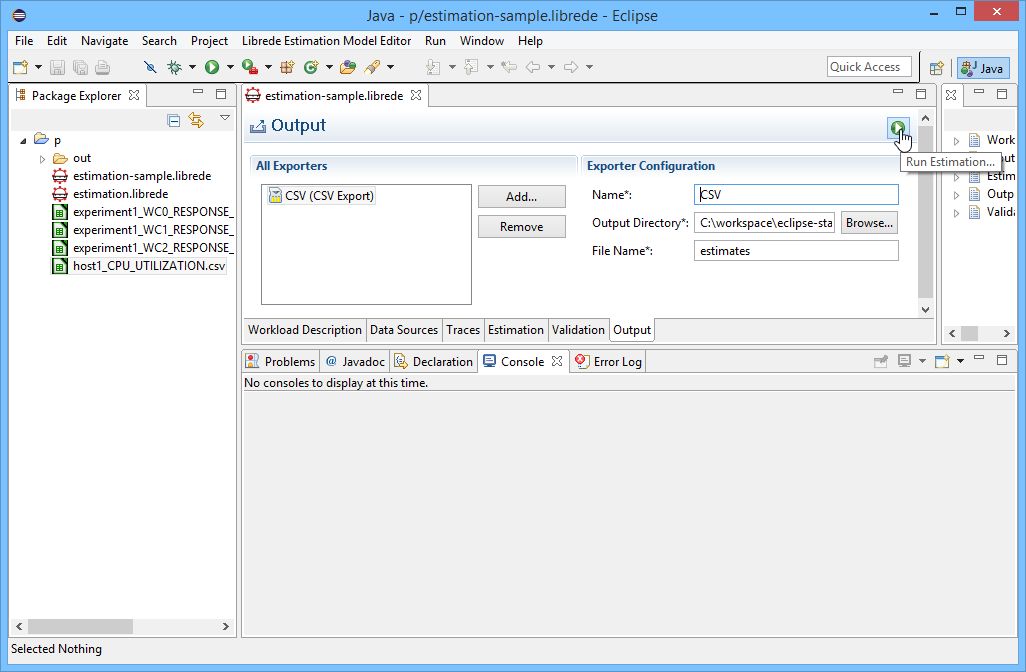 Java - p/estimation-sample.librede - Eclipse
File Edit Navigate Search Project Librede Estimation Model Editor Run Window Help
Quick Access
Java
Package Explorer
p
out
estimation-sample.librede
estimation.librede
experiment1_WC0_RESPONSE_
experiment1_WC1_RESPONSE_
experiment1_WC2_RESPONSE_
host1_CPU_UTILIZATION.csv
estimation-sample.librede
Output
Run Estimation...
All Exporters
CSV (CSV Export)
Add...
Remove
Exporter Configuration
Name*: CSV
Output Directory*: C:\workspace\eclipse-sta Browse...
File Name*: estimates
Workload Description Data Sources Traces Estimation Validation Output
Work
Estim
Outp
Valida
Problems @ Javadoc Declaration Console Error Log
No consoles to display at this time.
Selected Nothing